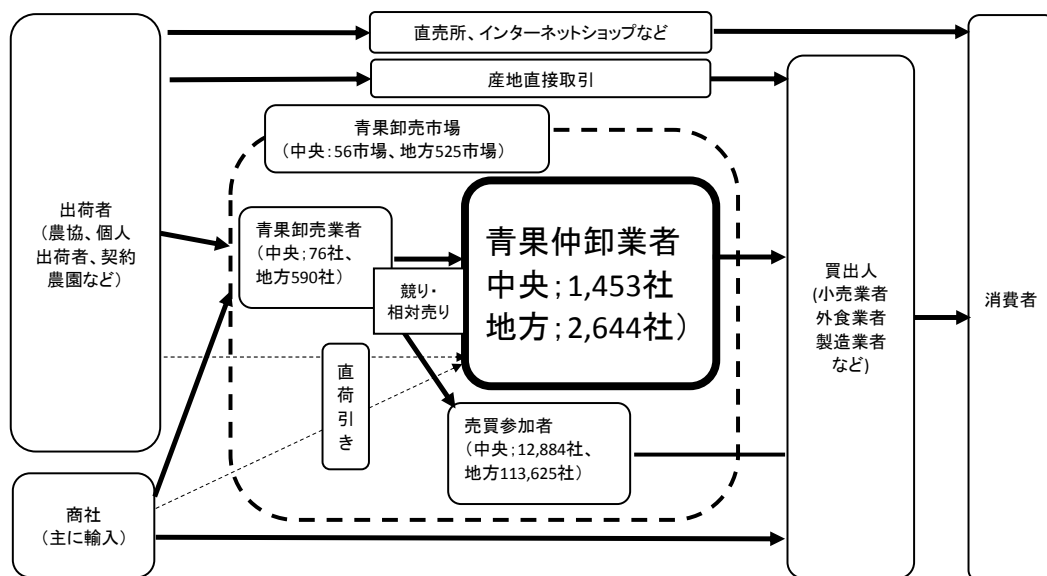 直売所、インターネットショップなど
産地直接取引
青果卸売市場
（中央：56市場、地方525市場）
出荷者
（農協、個人
出荷者、契約
農園など）
青果卸売業者
（中央；76社、
地方590社）
競り・
相対売り
青果仲卸業者
中央；1,453社
地方；2,644社）
買出人
(小売業者
外食業者
製造業者
など)
消費者
直荷引き
売買参加者
（中央；12,884社、
地方113,625社）
商社
（主に輸入）